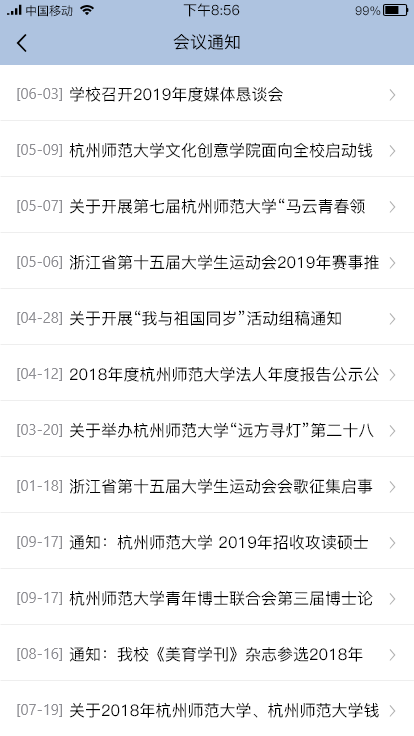 中国移动 下午8:56 99%
会议通知
[06-03] 学校召开2019年度媒体恳谈会
[05-09] 杭州师范大学文化创意学院面向全校启动钱
[05-07] 关于开展第七届杭州师范大学“马云青春领
[05-06] 浙江省第十五届大学生运动会2019年赛事推
[04-28] 关于开展“我与祖国同岁”活动组稿通知
[04-12] 2018年度杭州师范大学法人年度报告公示公
[03-20] 关于举办杭州师范大学“远方寻灯”第二十八
[01-18] 浙江省第十五届大学生运动会会歌征集启事
[09-17] 通知：杭州师范大学 2019年招收攻读硕士
[09-17] 杭州师范大学青年博士联合会第三届博士论
[08-16] 通知：我校《美育学刊》杂志参选2018年
[07-19] 关于2018年杭州师范大学、杭州师范大学钱